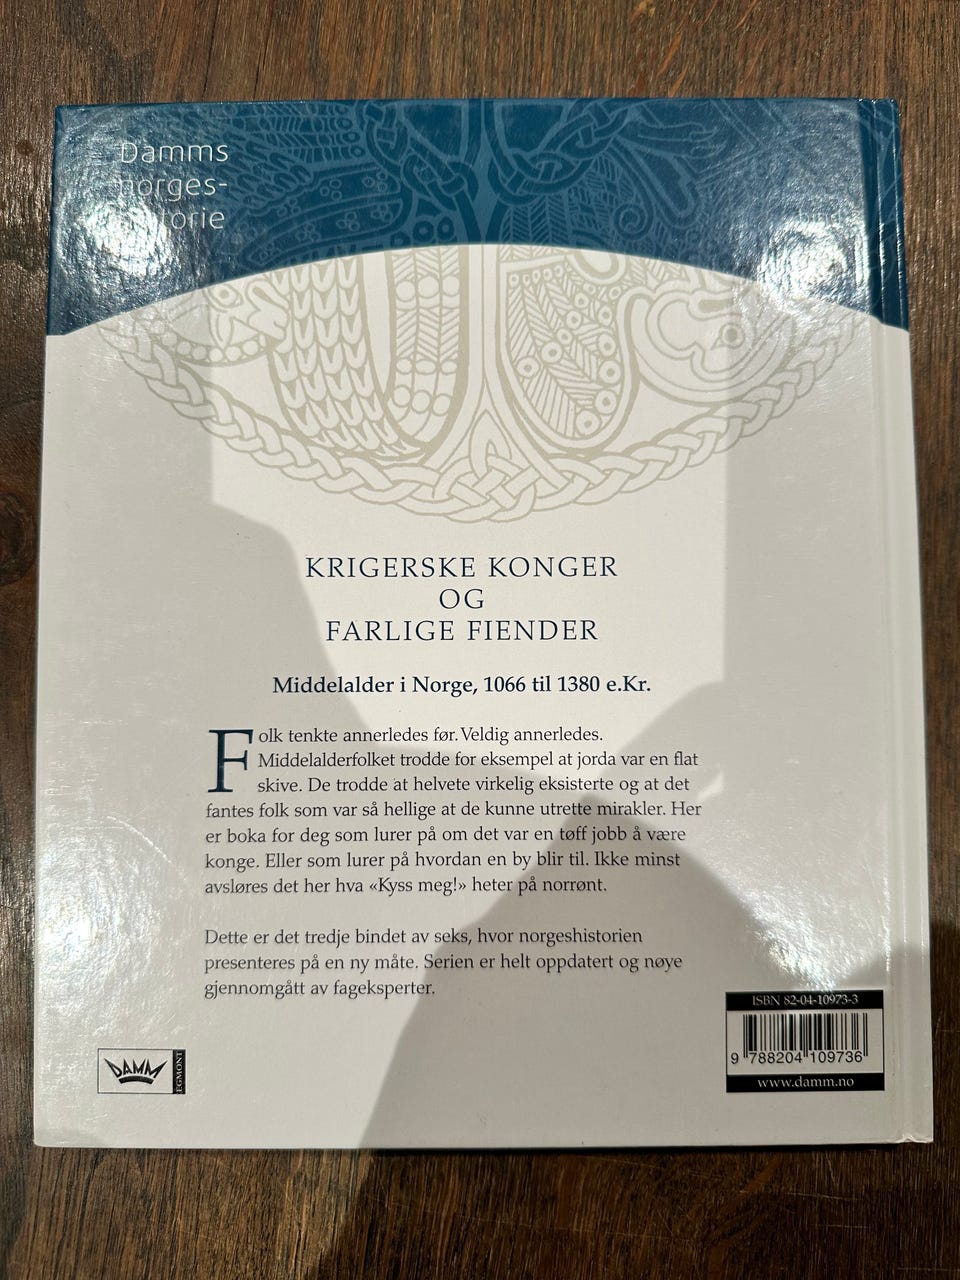 Damms
norges-
historie
bind
KRIGERSKE KONGER
OG
FARLIGE FIENDER
Middelalder i Norge, 1066 til 1380 e.Kr.
Folk tenkte annerledes før. Veldig annerledes.
Middelalderfolket trodde for eksempel at jorda var en flat
skive. De trodde at helvete virkelig eksisterte og at det
fantes folk som var så hellige at de kunne utrette mirakler. Her
er boka for deg som lurer på om det var en tøff jobb å være
konge. Eller som lurer på hvordan en by blir til. Ikke minst
avsløres det her hva «Kyss meg!» heter på norrønt.
Dette er det tredje bindet av seks, hvor norgeshistorien
presenteres på en ny måte. Serien er helt oppdatert og nøye
gjennomgått av fageksperter.
DAMM
EGMONT
ISBN 82-04-10973-3
9 788204 109736
www.damm.no